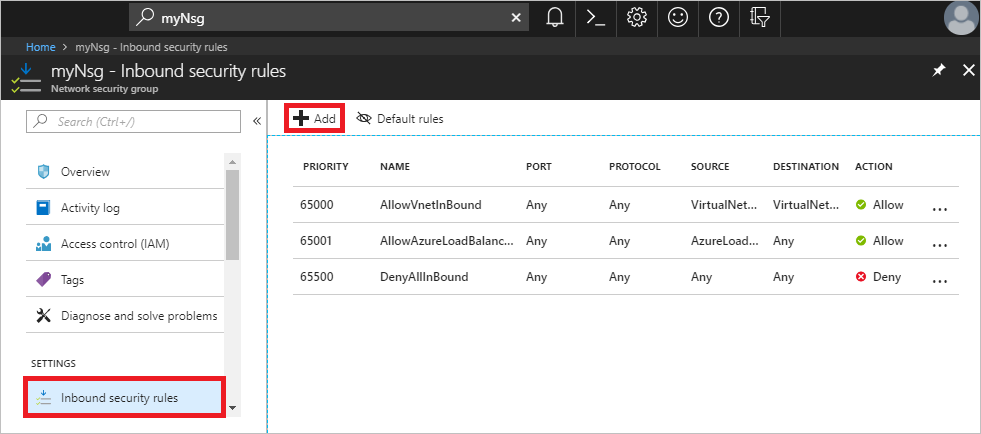 myNsg
Home > myNsg - Inbound security rules
myNsg - Inbound security rules
Network security group
Search (Ctrl+/)
Add Default rules
Overview
Activity log
Access control (IAM)
Tags
Diagnose and solve problems
SETTINGS
Inbound security rules
PRIORITY NAME PORT PROTOCOL SOURCE DESTINATION ACTION
65000 AllowVnetInBound Any Any VirtualNet... VirtualNet... Allow ...
65001 AllowAzureLoadBalanc... Any Any AzureLoad... Any Allow ...
65500 DenyAllInBound Any Any Any Any Deny ...